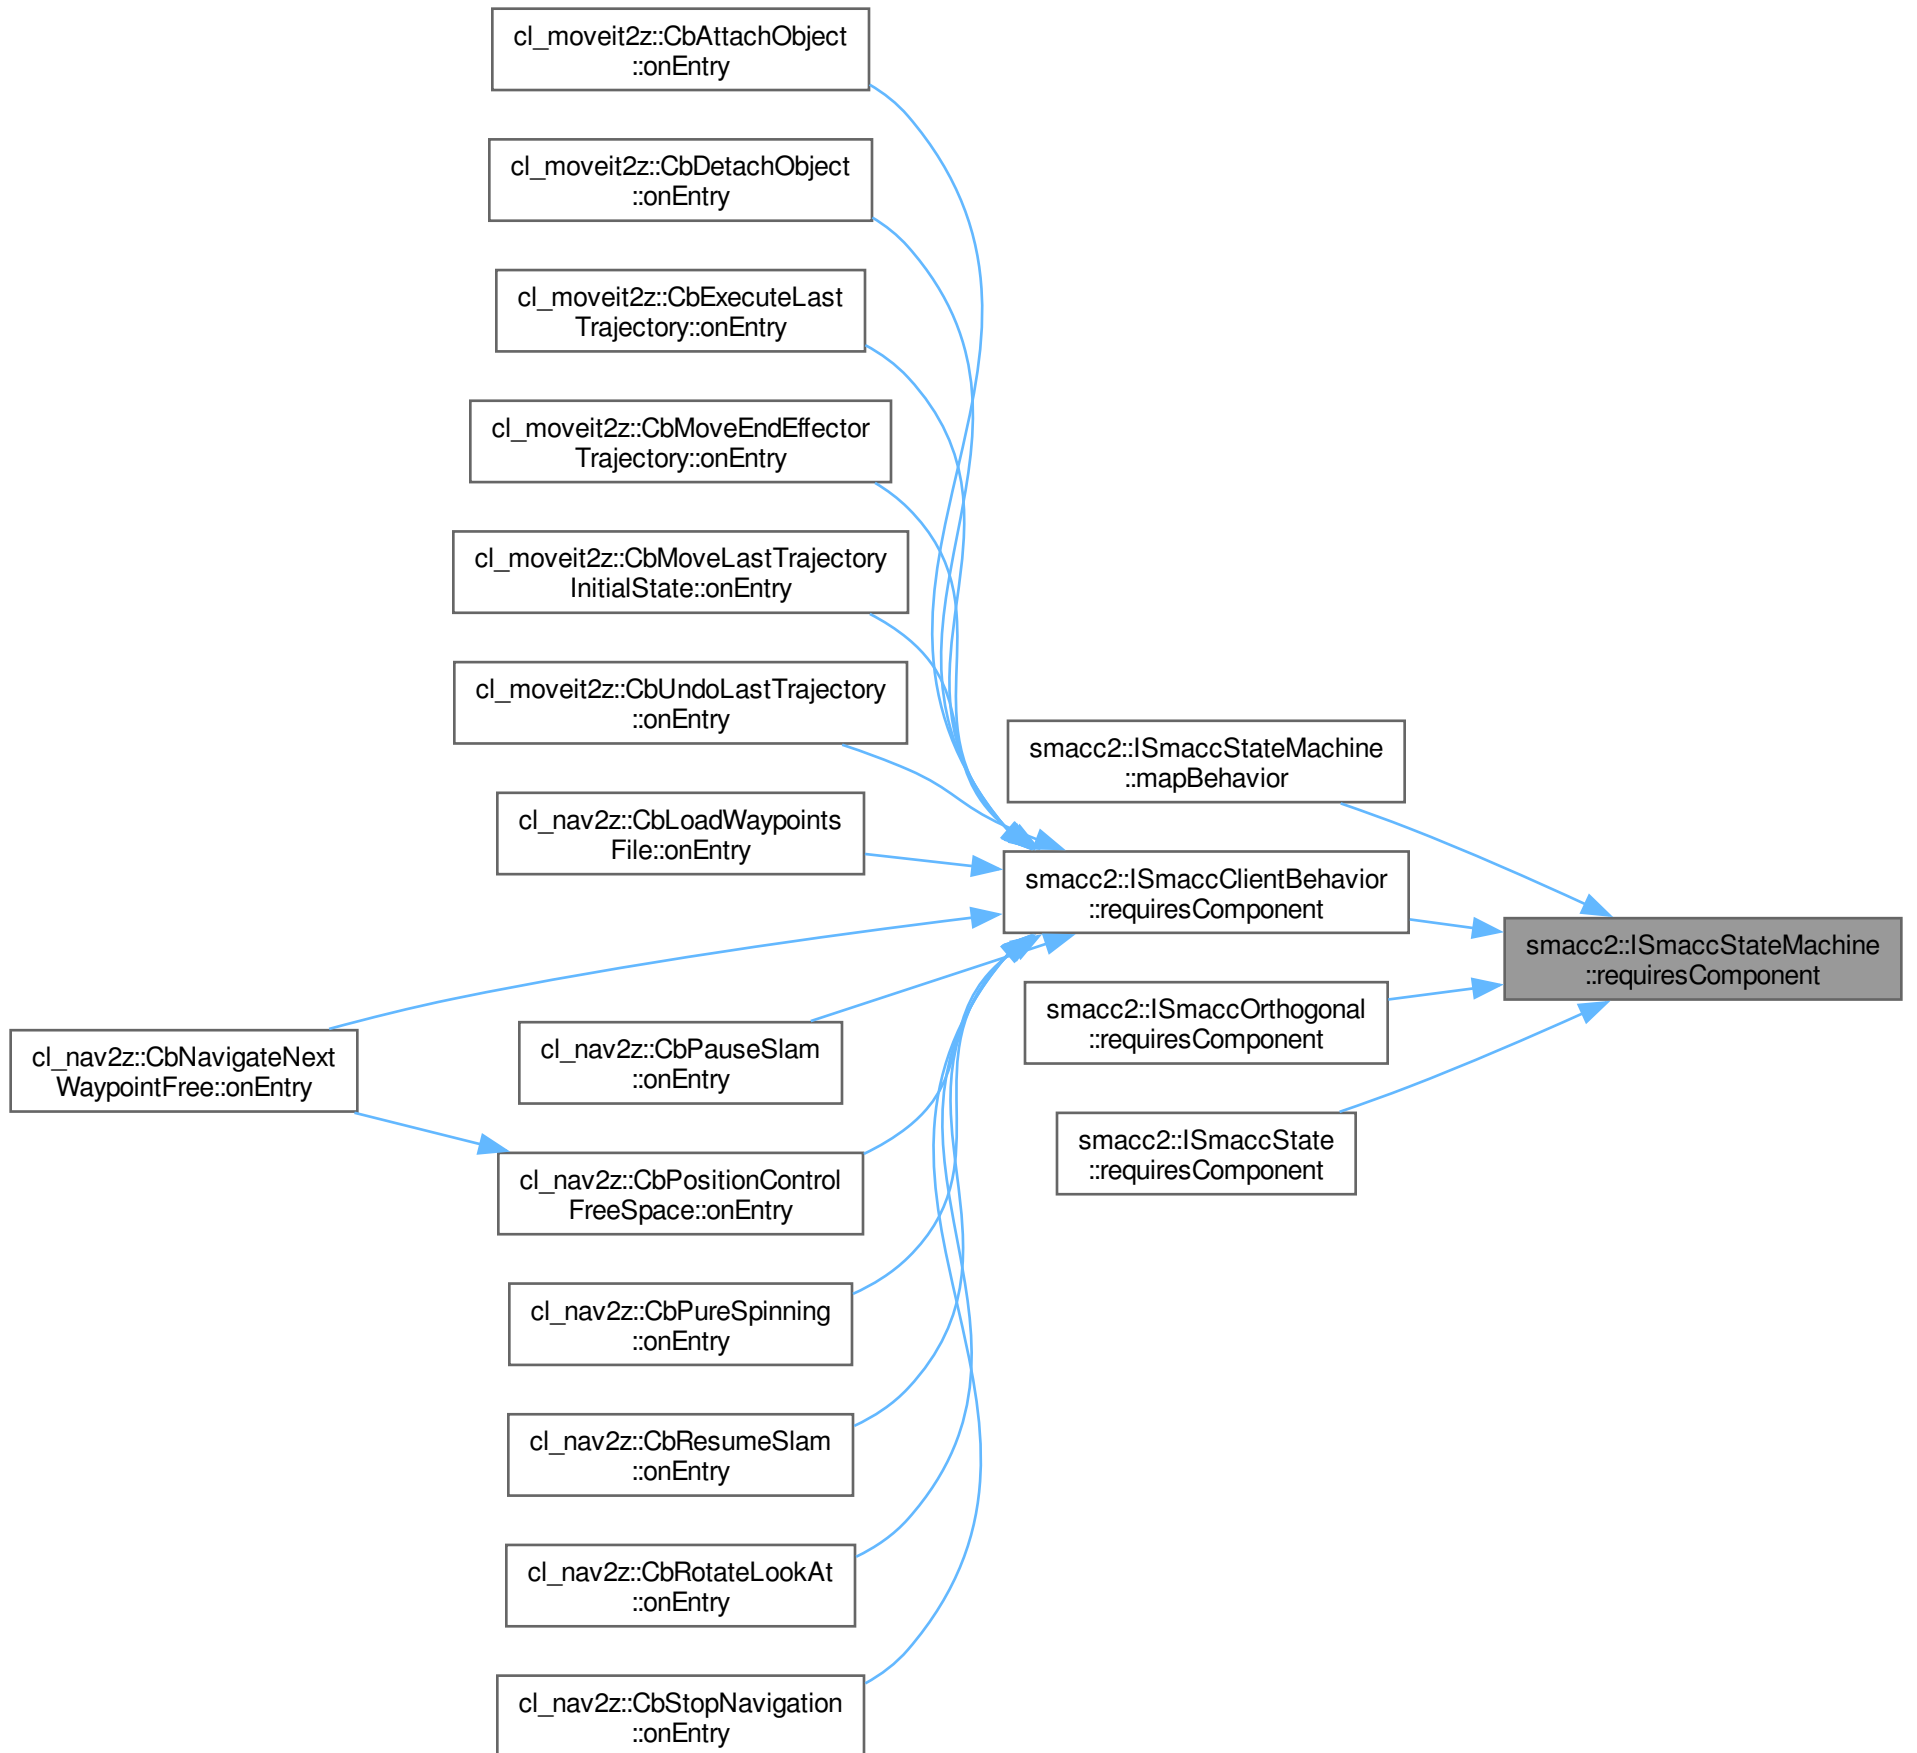 cl_moveit2z::CbAttachObject
::onEntry
cl_moveit2z::CbDetachObject
::onEntry
cl_moveit2z::CbExecuteLast
Trajectory::onEntry
cl_moveit2z::CbMoveEndEffector
Trajectory::onEntry
cl_moveit2z::CbMoveLastTrajectory
InitialState::onEntry
cl_moveit2z::CbUndoLastTrajectory
::onEntry
cl_nav2z::CbLoadWaypoints
File::onEntry
cl_nav2z::CbNavigateNext
WaypointFree::onEntry
cl_nav2z::CbPauseSlam
::onEntry
cl_nav2z::CbPositionControl
FreeSpace::onEntry
cl_nav2z::CbPureSpinning
::onEntry
cl_nav2z::CbResumeSlam
::onEntry
cl_nav2z::CbRotateLookAt
::onEntry
cl_nav2z::CbStopNavigation
::onEntry
smacc2::ISmaccStateMachine
::mapBehavior
smacc2::ISmaccClientBehavior
::requiresComponent
smacc2::ISmaccOrthogonal
::requiresComponent
smacc2::ISmaccState
::requiresComponent
smacc2::ISmaccStateMachine
::requiresComponent